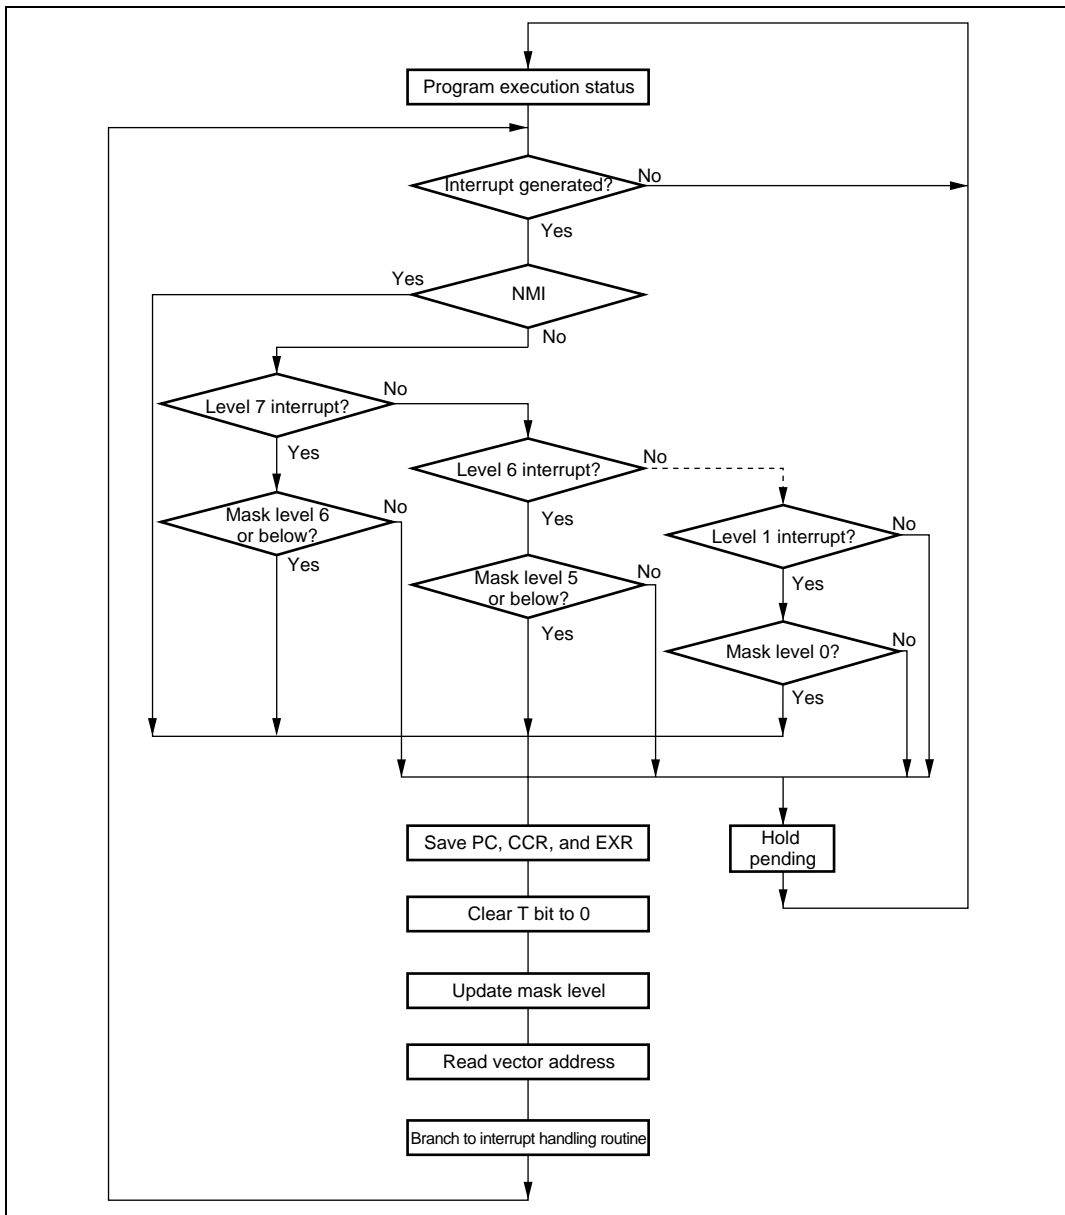 Program execution status
Interrupt generated?
No
Yes
Yes
NMI
No
Level 7 interrupt?
No
Yes
Level 6 interrupt?
No
Mask level 6
or below?
No
Yes
Level 1 interrupt?
No
Yes
Mask level 5
or below?
No
Yes
Yes
Mask level 0?
No
Yes
Save PC, CCR, and EXR
Hold
pending
Clear T bit to 0
Update mask level
Read vector address
Branch to interrupt handling routine